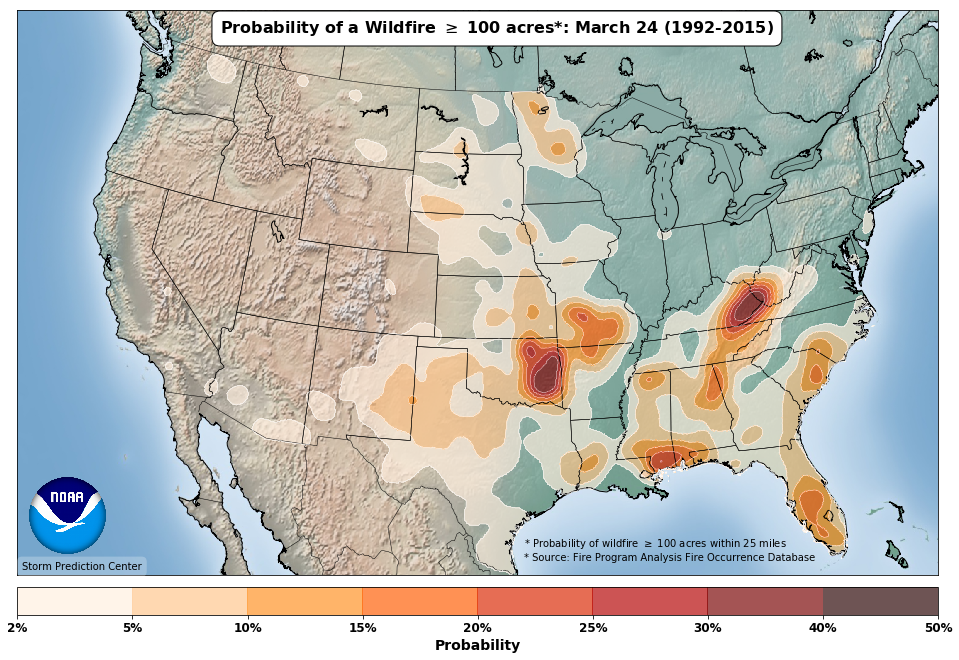 Probability of a Wildfire ≥ 100 acres*: March 24 (1992-2015)
NOAA
* Probability of wildfire ≥ 100 acres within 25 miles
* Source: Fire Program Analysis Fire Occurrence Database
Storm Prediction Center
2% 5% 10% 15% 20% 25% 30% 40% 50%
Probability